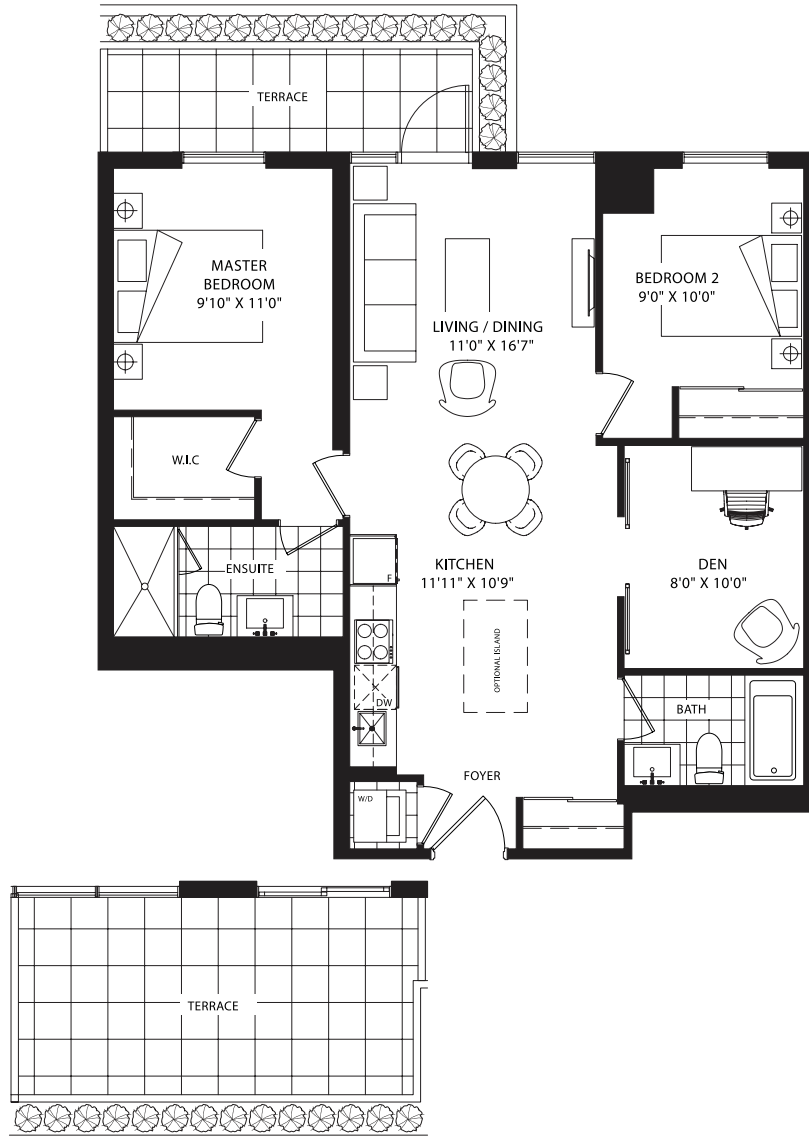 TERRACE
MASTER
BEDROOM
9'10" X 11'0"
BEDROOM 2
9'0" X 10'0"
LIVING / DINING
11'0" X 16'7"
W.I.C
ENSUITE
F
KITCHEN
11'11" X 10'9"
DEN
8'0" X 10'0"
OPTIONAL ISLAND
DW
BATH
FOYER
W/D
TERRACE